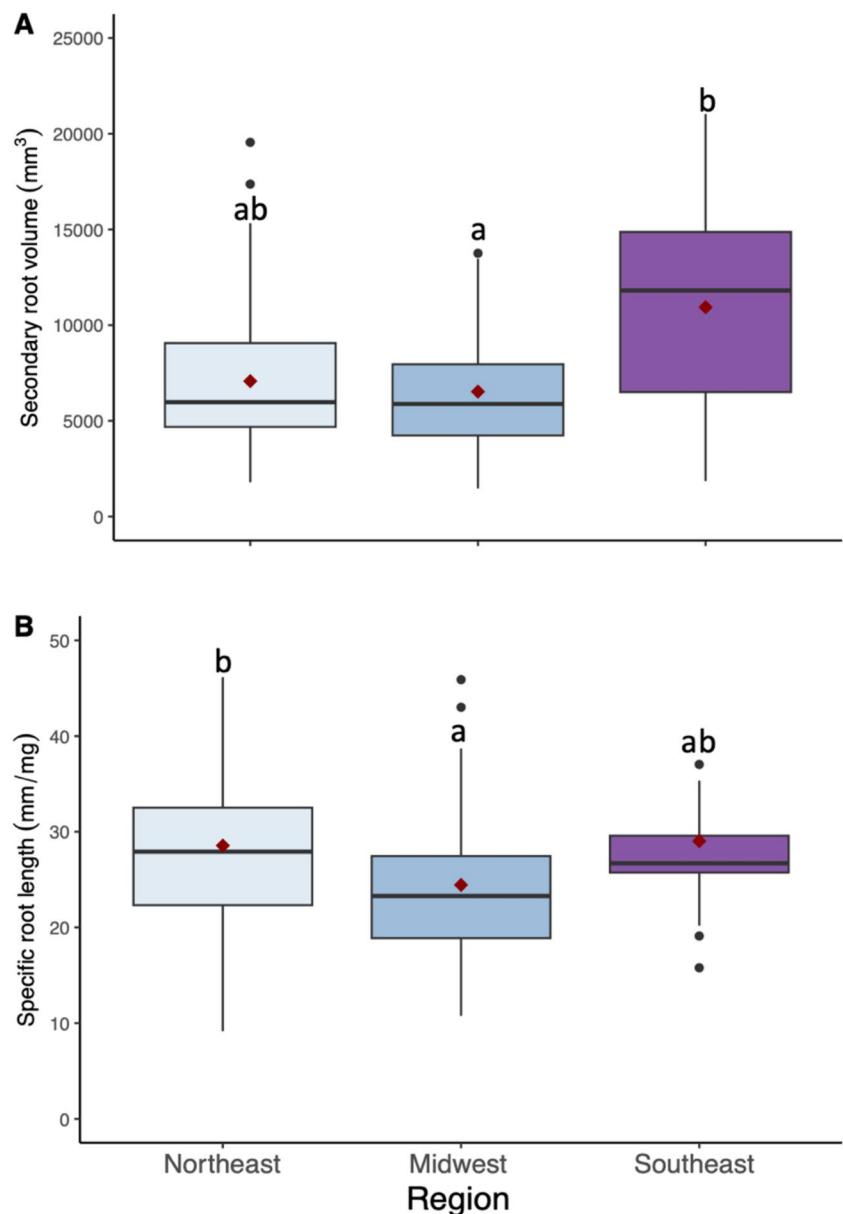 A
Secondary root volume (mm³)
25000
20000
15000
10000
5000
0
ab
a
b
B
Specific root length (mm/mg)
50
40
30
20
10
0
b
a
ab
Northeast Midwest Southeast
Region